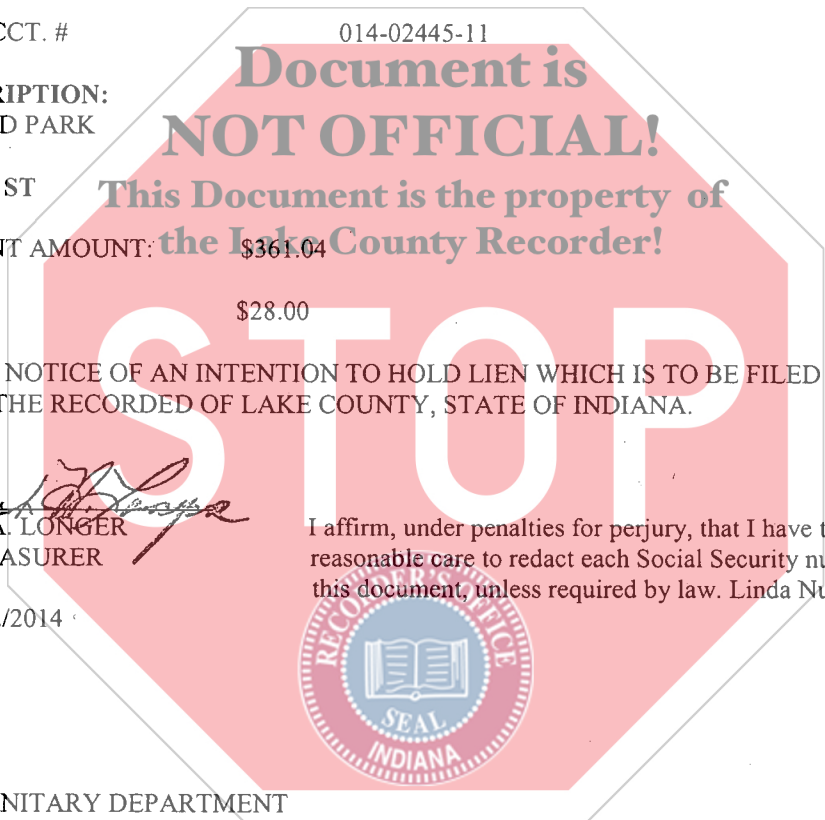 CCT. # 014-02445-11
Document is
RIPTION:
NOT OFFICIAL!
D PARK
ST
This Document is the property of
NT AMOUNT: $361.04
the Lake County Recorder!
$28.00
STOP
NOTICE OF AN INTENTION TO HOLD LIEN WHICH IS TO BE FILED
THE RECORDED OF LAKE COUNTY, STATE OF INDIANA.
A. LONGER
ASURER
I affirm, under penalties for perjury, that I have t
reasonable care to redact each Social Security nu
this document, unless required by law. Linda Nu
/2014
RECORDER'S OFFICE
SEAL
INDIANA
NITARY DEPARTMENT